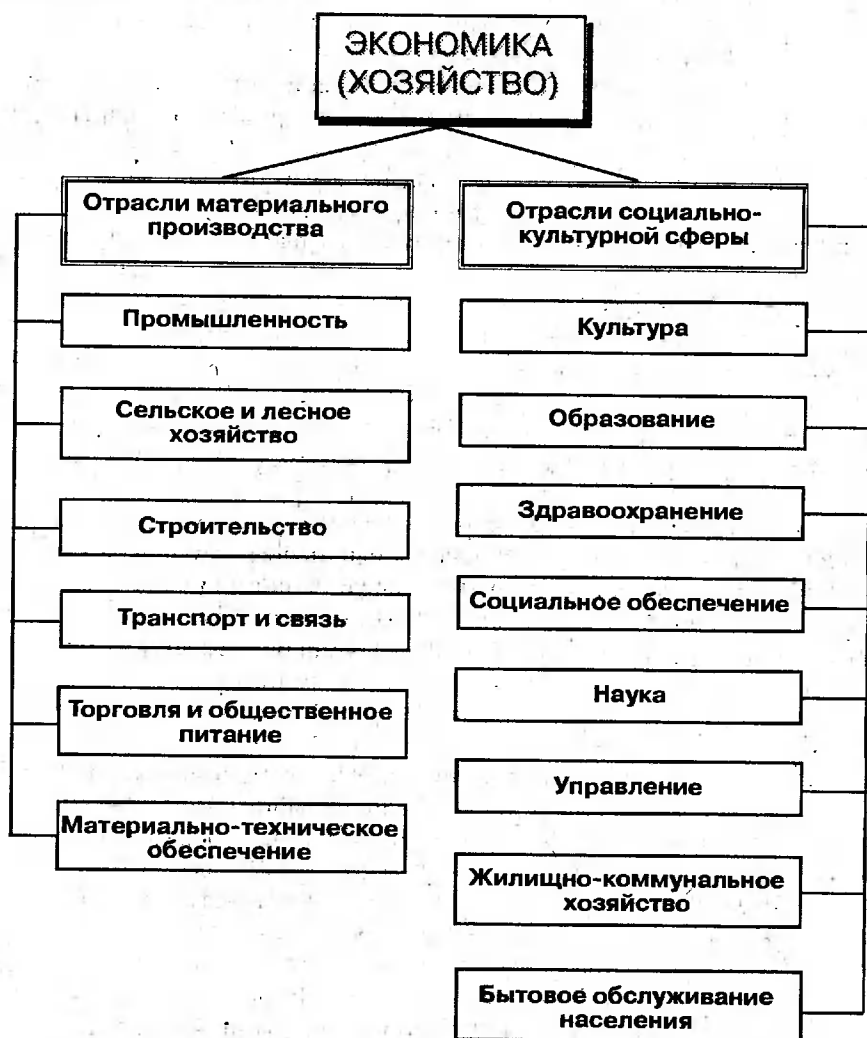 ЭКОНОМИКА
(ХОЗЯЙСТВО)
Отрасли материального
производства
Промышленность
Сельское и лесное
хозяйство
Строительство
Транспорт и связь
Торговля и общественное
питание
Материально-техническое
обеспечение
Отрасли социально-
культурной сферы
Культура
Образование
Здравоохранение
Социальное обеспечение
Наука
Управление
Жилищно-коммунальное
хозяйство
Бытовое обслуживание
населения